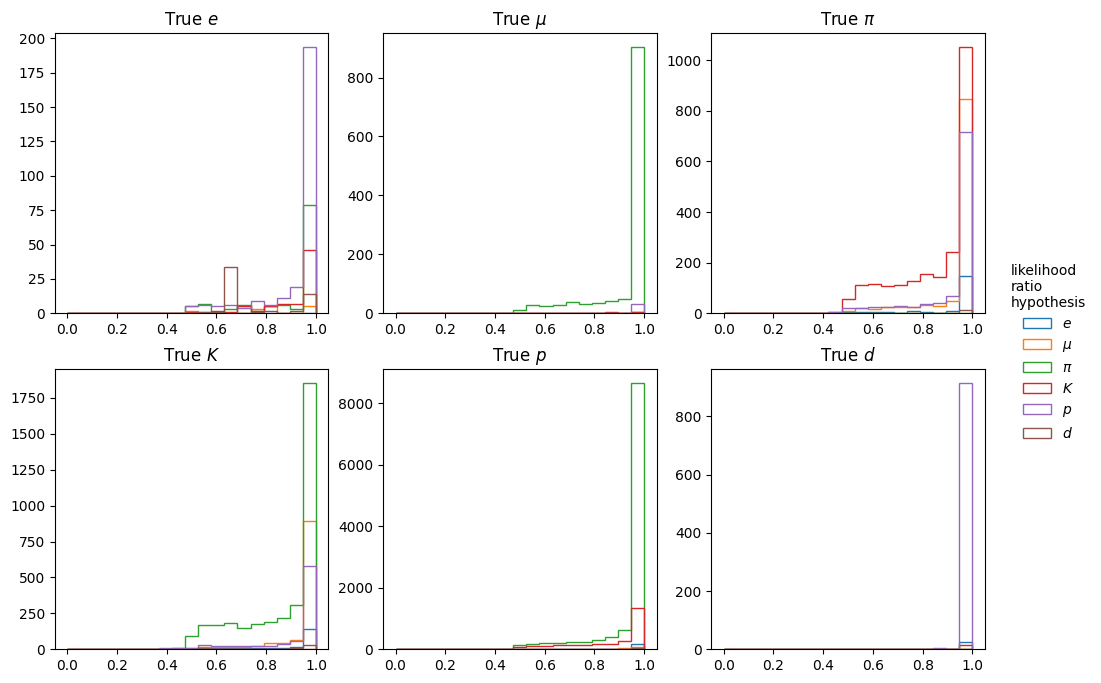 True e
True μ
True π
200
175
150
125
100
75
50
25
0
0.0 0.2 0.4 0.6 0.8 1.0
800
600
400
200
0
0.0 0.2 0.4 0.6 0.8 1.0
1000
800
600
400
200
0
0.0 0.2 0.4 0.6 0.8 1.0
True K
True p
True d
1750
1500
1250
1000
750
500
250
0
0.0 0.2 0.4 0.6 0.8 1.0
8000
6000
4000
2000
0
0.0 0.2 0.4 0.6 0.8 1.0
800
600
400
200
0
0.0 0.2 0.4 0.6 0.8 1.0
likelihood
ratio
hypothesis
e
μ
π
K
p
d